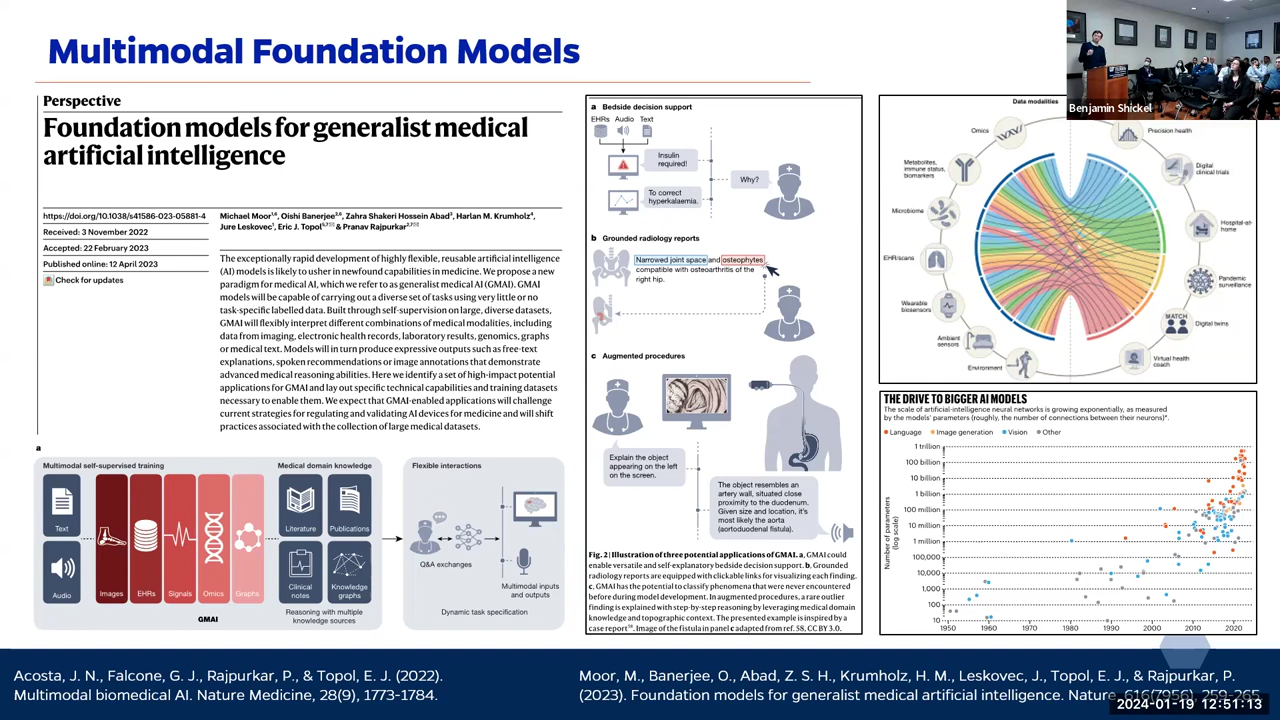 Multimodal Foundation Models
Benjamin Shickel
Perspective
Foundation models for generalist medical
artificial intelligence
https://doi.org/10.1038/s41586-023-05881-4
Received: 3 November 2022
Accepted: 22 February 2023
Published online: 12 April 2023
Check for updates
Michael Moor1,6, Oishi Banerjee2,6, Zahra Shakeri Hossein Abad3, Harlan M. Krumholz4,
Jure Leskovec1, Eric J. Topol5,7✉ & Pranav Rajpurkar2,7✉
The exceptionally rapid development of highly flexible, reusable artificial intelligence
(AI) models is likely to usher in newfound capabilities in medicine. We propose a new
paradigm for medical AI, which we refer to as generalist medical AI (GMAI). GMAI
models will be capable of carrying out a diverse set of tasks using very little or no
task-specific labelled data. Built through self-supervision on large, diverse datasets,
GMAI will flexibly interpret different combinations of medical modalities, including
data from imaging, electronic health records, laboratory results, genomics, graphs
or medical text. Models will in turn produce expressive outputs such as free-text
explanations, spoken recommendations or image annotations that demonstrate
advanced medical reasoning abilities. Here we identify a set of high-impact potential
applications for GMAI and lay out specific technical capabilities and training datasets
necessary to enable them. We expect that GMAI-enabled applications will challenge
current strategies for regulating and validating AI devices for medicine and will shift
practices associated with the collection of large medical datasets.
a
Multimodal self-supervised training
Medical domain knowledge
Flexible interactions
Text
Audio
Images
EHRs
Signals
Omics
Graphs
Literature
Publications
Clinical
notes
Knowledge
graphs
Reasoning with multiple
knowledge sources
GMAI
Q&A exchanges
Multimodal inputs
and outputs
Dynamic task specification
a Bedside decision support
EHRs Audio Text
Insulin
required!
Why?
To correct
hyperkalaemia.
b Grounded radiology reports
Narrowed joint space and osteophytes
compatible with osteoarthritis of the
right hip.
c Augmented procedures
Explain the object
appearing on the left
on the screen.
The object resembles an
artery wall, situated close
proximity to the duodenum.
Given size and location, it's
most likely the aorta
(aortoduodenal fistula).
Fig. 2 | Illustration of three potential applications of GMAI. a, GMAI could
enable versatile and self-explanatory bedside decision support. b, Grounded
radiology reports are equipped with clickable links for visualizing each finding.
c, GMAI has the potential to classify phenomena that were never encountered
before during model development. In augmented procedures, a rare outlier
finding is explained with step-by-step reasoning by leveraging medical domain
knowledge and topographic context. The presented example is inspired by a
case report58. Image of the fistula in panel c adapted from ref. 58, CC BY 3.0.
Data modalities
Omics
Metabolites,
immune status,
biomarkers
Microbiome
EHR/scans
Wearable
biosensors
Ambient
sensors
Environment
Precision health
Digital
clinical trials
Hospital-at-
home
Pandemic
surveillance
MATCH
Digital twins
Virtual health
coach
THE DRIVE TO BIGGER AI MODELS
The scale of artificial-intelligence neural networks is growing exponentially, as measured
by the models' parameters (roughly, the number of connections between their neurons)*.
Language Image generation Vision Other
Number of parameters
(log scale)
1 trillion
100 billion
10 billion
1 billion
100 million
10 million
1 million
100,000
10,000
1,000
100
10
1950 1960 1970 1980 1990 2000 2010 2020
Acosta, J. N., Falcone, G. J., Rajpurkar, P., & Topol, E. J. (2022).
Multimodal biomedical AI. Nature Medicine, 28(9), 1773-1784.
Moor, M., Banerjee, O., Abad, Z. S. H., Krumholz, H. M., Leskovec, J., Topol, E. J., & Rajpurkar, P.
(2023). Foundation models for generalist medical artificial intelligence. Nature, 616(7956), 259-265.
2024-01-19 12:51:13